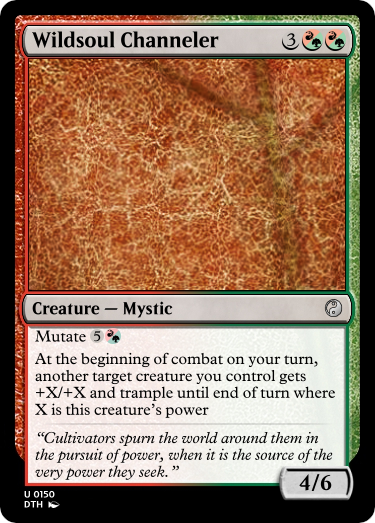 Wildsoul Channeler 3
Creature — Mystic
Mutate 5
At the beginning of combat on your turn,
another target creature you control gets
+X/+X and trample until end of turn where
X is this creature's power
"Cultivators spurn the world around them in
the pursuit of power, when it is the source of the
very power they seek."
4/6
U 0150
DTH